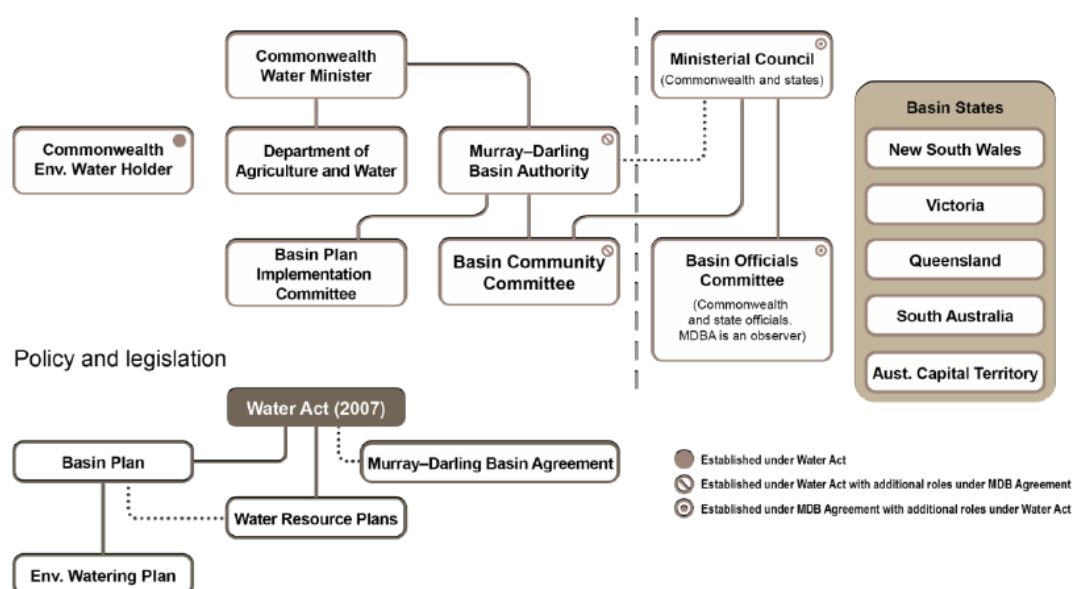 Commonwealth
Water Minister
Ministerial Council
(Commonwealth and states)
Basin States
Commonwealth
Env. Water Holder
Department of
Agriculture and Water
Murray–Darling
Basin Authority
New South Wales
Victoria
Basin Plan
Implementation
Committee
Basin Community
Committee
Basin Officials
Committee
(Commonwealth
and state officials.
MDBA is an observer)
Queensland
South Australia
Aust. Capital Territory
Policy and legislation
Water Act (2007)
Basin Plan
Murray–Darling Basin Agreement
Water Resource Plans
Env. Watering Plan
Established under Water Act
Established under Water Act with additional roles under MDB Agreement
Established under MDB Agreement with additional roles under Water Act